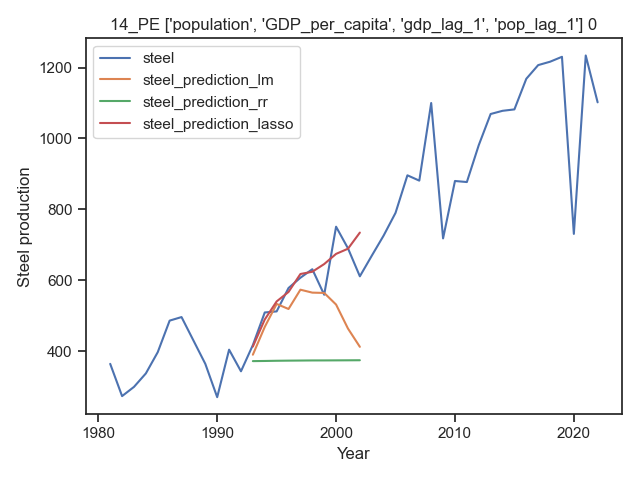 14_PE ['population', 'GDP_per_capita', 'gdp_lag_1', 'pop_lag_1'] 0
steel
steel_prediction_lm
steel_prediction_rr
steel_prediction_lasso
Steel production
1200
1000
800
600
400
1980 1990 2000 2010 2020
Year